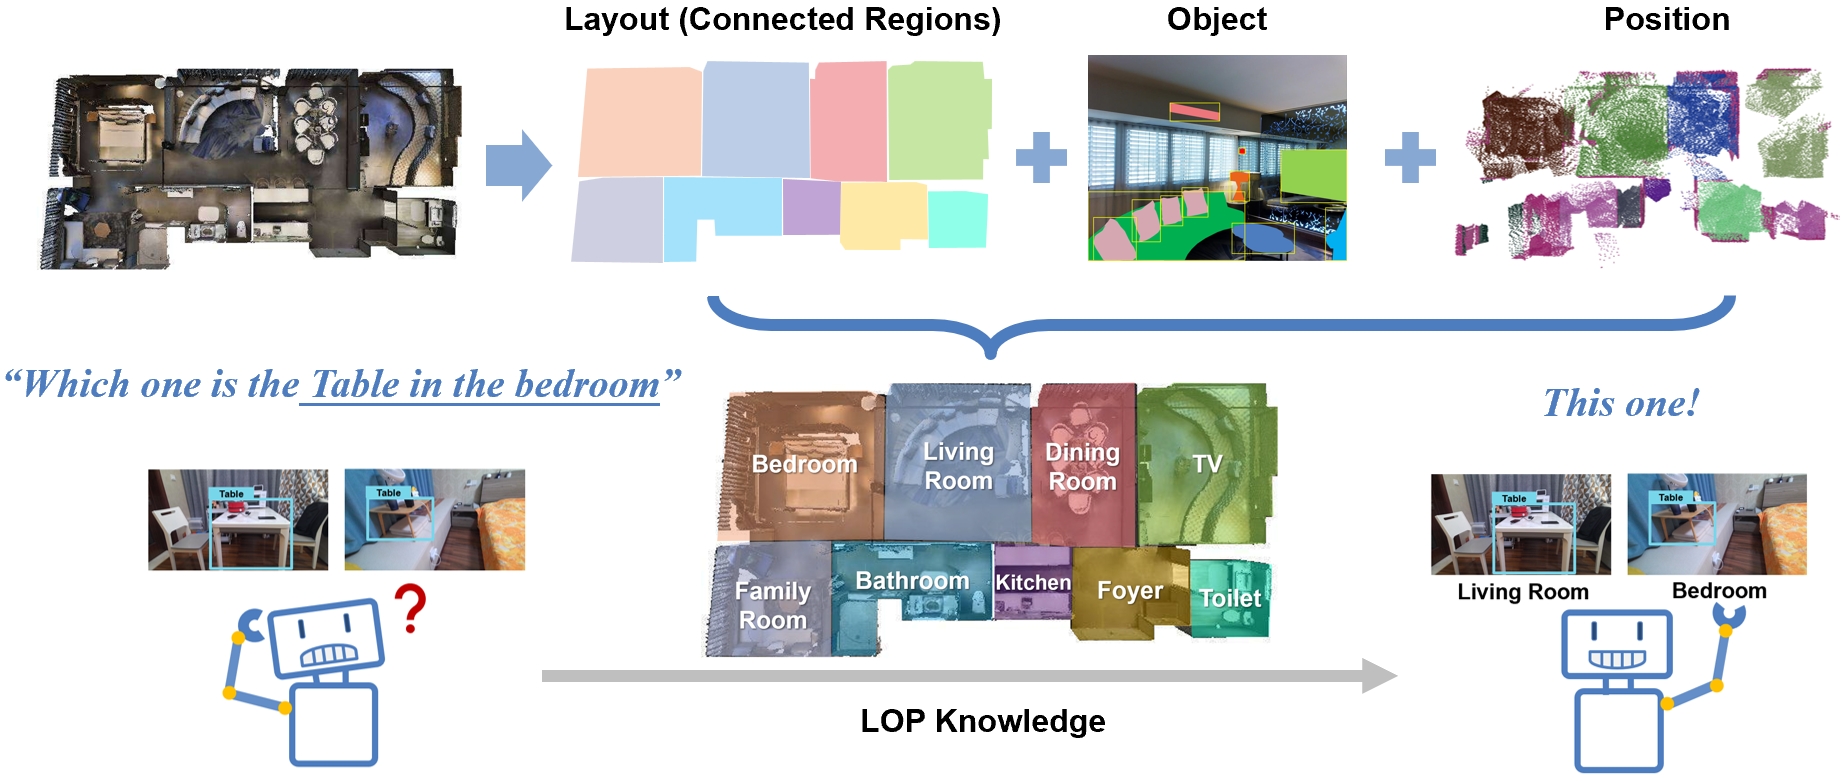 Layout (Connected Regions)
Object
Position
“Which one is the Table in the bedroom”
This one!
Bedroom
Living
Room
Dining
Room
TV
Family
Room
Bathroom
Kitchen
Foyer
Toilet
Table
Table
?
Table
Table
Living Room
Bedroom
LOP Knowledge